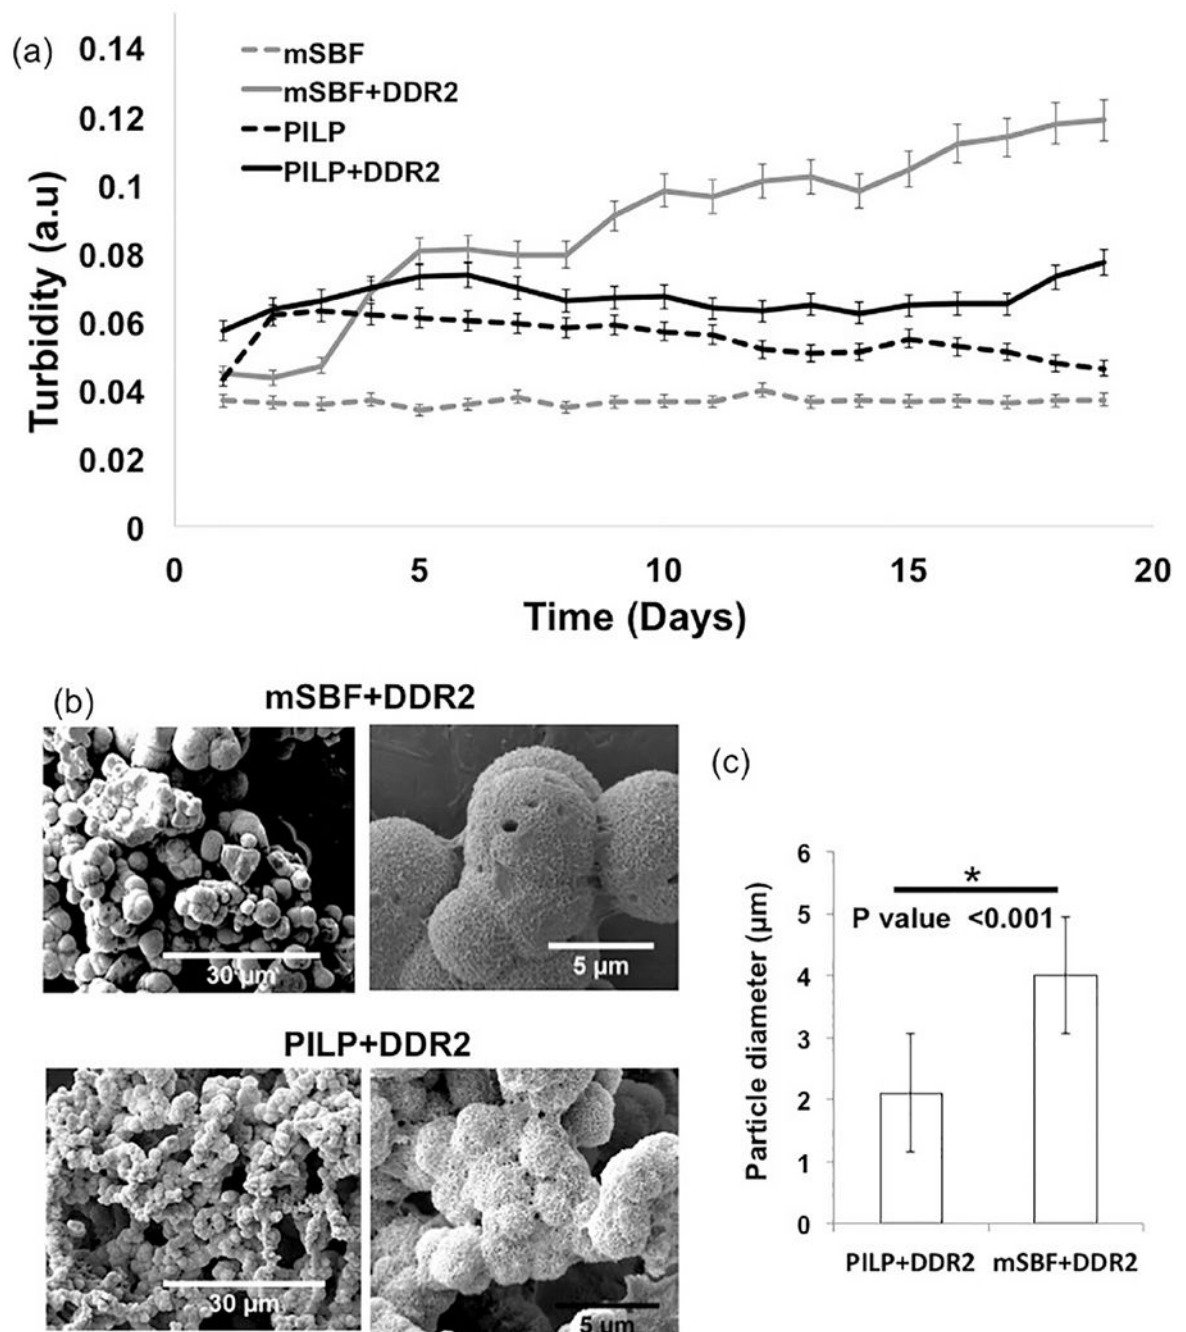 (a)
0.14
0.12
0.1
0.08
0.06
0.04
0.02
0
Turbidity (a.u)
mSBF
mSBF+DDR2
PILP
PILP+DDR2
0 5 10 15 20
Time (Days)
(b)
mSBF+DDR2
30 µm
5 µm
PILP+DDR2
30 µm
5 µm
(c)
6
5
4
3
2
1
0
Particle diameter (µm)
*
P value <0.001
PILP+DDR2 mSBF+DDR2